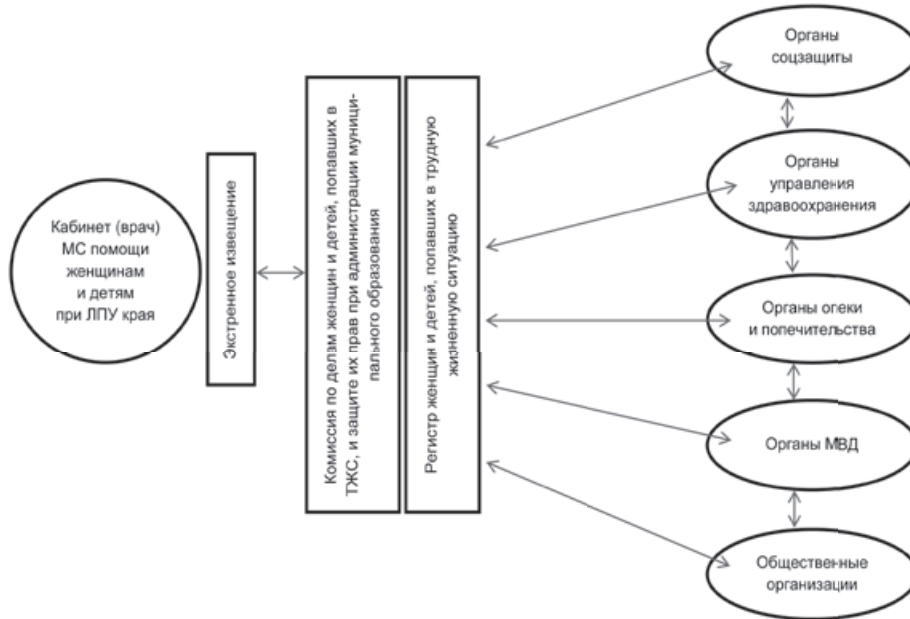 Кабинет (врач)
МС помощи
женщинам
и детям
при ЛПУ края
Экстренное извещение
Комиссия по делам женщин и детей, попавших в
ТЖС, и защите их прав при администрации муници-
пального образования
Регистр женщин и детей, попавших в трудную
жизненную ситуацию
Органы
соцзащиты
Органы
управления
здравоохранения
Органы опеки
и попечительства
Органы МВД
Общественные
организации